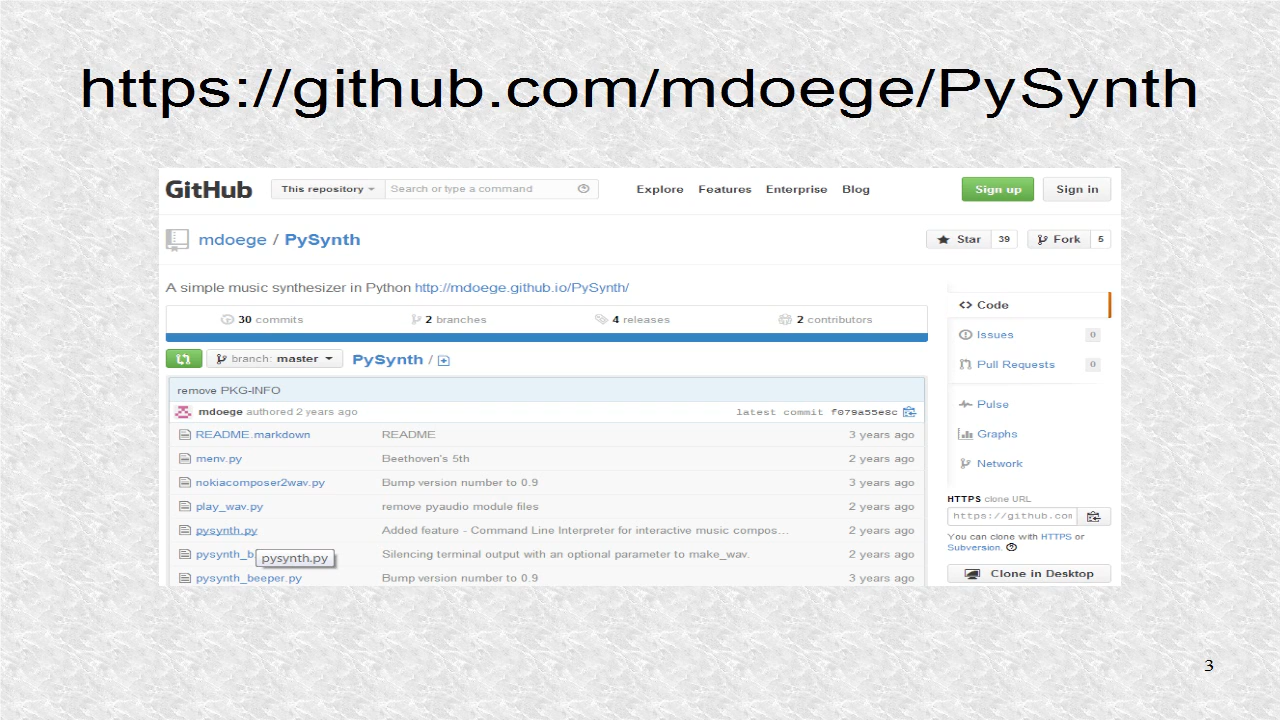 https://github.com/mdoege/PySynth
GitHub This repository Search or type a command Explore Features Enterprise Blog Sign up Sign in
mdoege / PySynth Star 39 Fork 5
A simple music synthesizer in Python http://mdoege.github.io/PySynth/
30 commits 2 branches 4 releases 2 contributors
branch: master PySynth /
remove PKG-INFO
mdoege authored 2 years ago latest commit f079a55e8c
README.markdown README 3 years ago
menv.py Beethoven's 5th 2 years ago
nokiacomposer2wav.py Bump version number to 0.9 3 years ago
play_wav.py remove pyaudio module files 2 years ago
pysynth.py Added feature - Command Line Interpreter for interactive music compos... 2 years ago
pysynth_b Silencing terminal output with an optional parameter to make_wav. 2 years ago
pysynth.py
pysynth_beeper.py Bump version number to 0.9 3 years ago
<> Code
Issues 0
Pull Requests 0
Pulse
Graphs
Network
HTTPS clone URL
https://github.com
You can clone with HTTPS or
Subversion.
Clone in Desktop
3